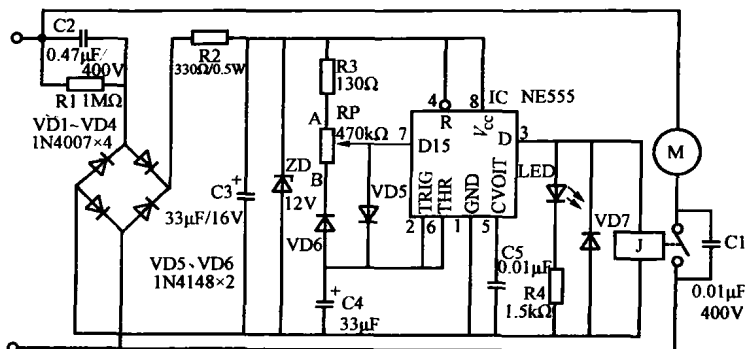 C2
0.47μF/
400V
R1 1MΩ
VD1~VD4
1N4007×4
R2
330Ω/0.5W
R3
130Ω
A
RP
470kΩ
B
C3
+
33μF/16V
ZD
12V
VD6
VD5
VD5、VD6
1N4148×2
+
C4
33μF
IC NE555
4
8
R
Vcc
7
D15
D
3
TRIG
THR
GND
CVOIT
2
6
1
5
C5
0.01μF
LED
R4
1.5kΩ
VD7
J
M
C1
0.01μF
400V